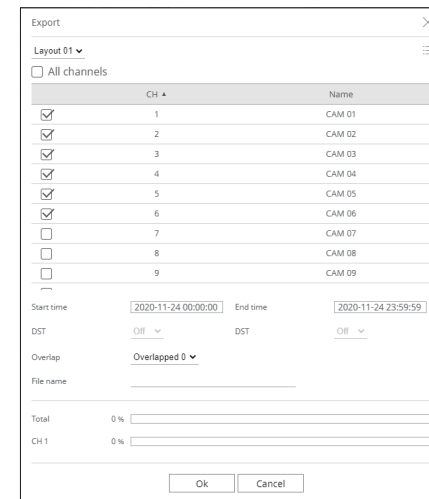 Export
Layout 01
All channels
CH ▲ Name
1 CAM 01
2 CAM 02
3 CAM 03
4 CAM 04
5 CAM 05
6 CAM 06
7 CAM 07
8 CAM 08
9 CAM 09
Start time 2020-11-24 00:00:00 End time 2020-11-24 23:59:59
DST Off DST Off
Overlap Overlapped 0
File name
Total 0 %
CH 1 0 %
Ok Cancel